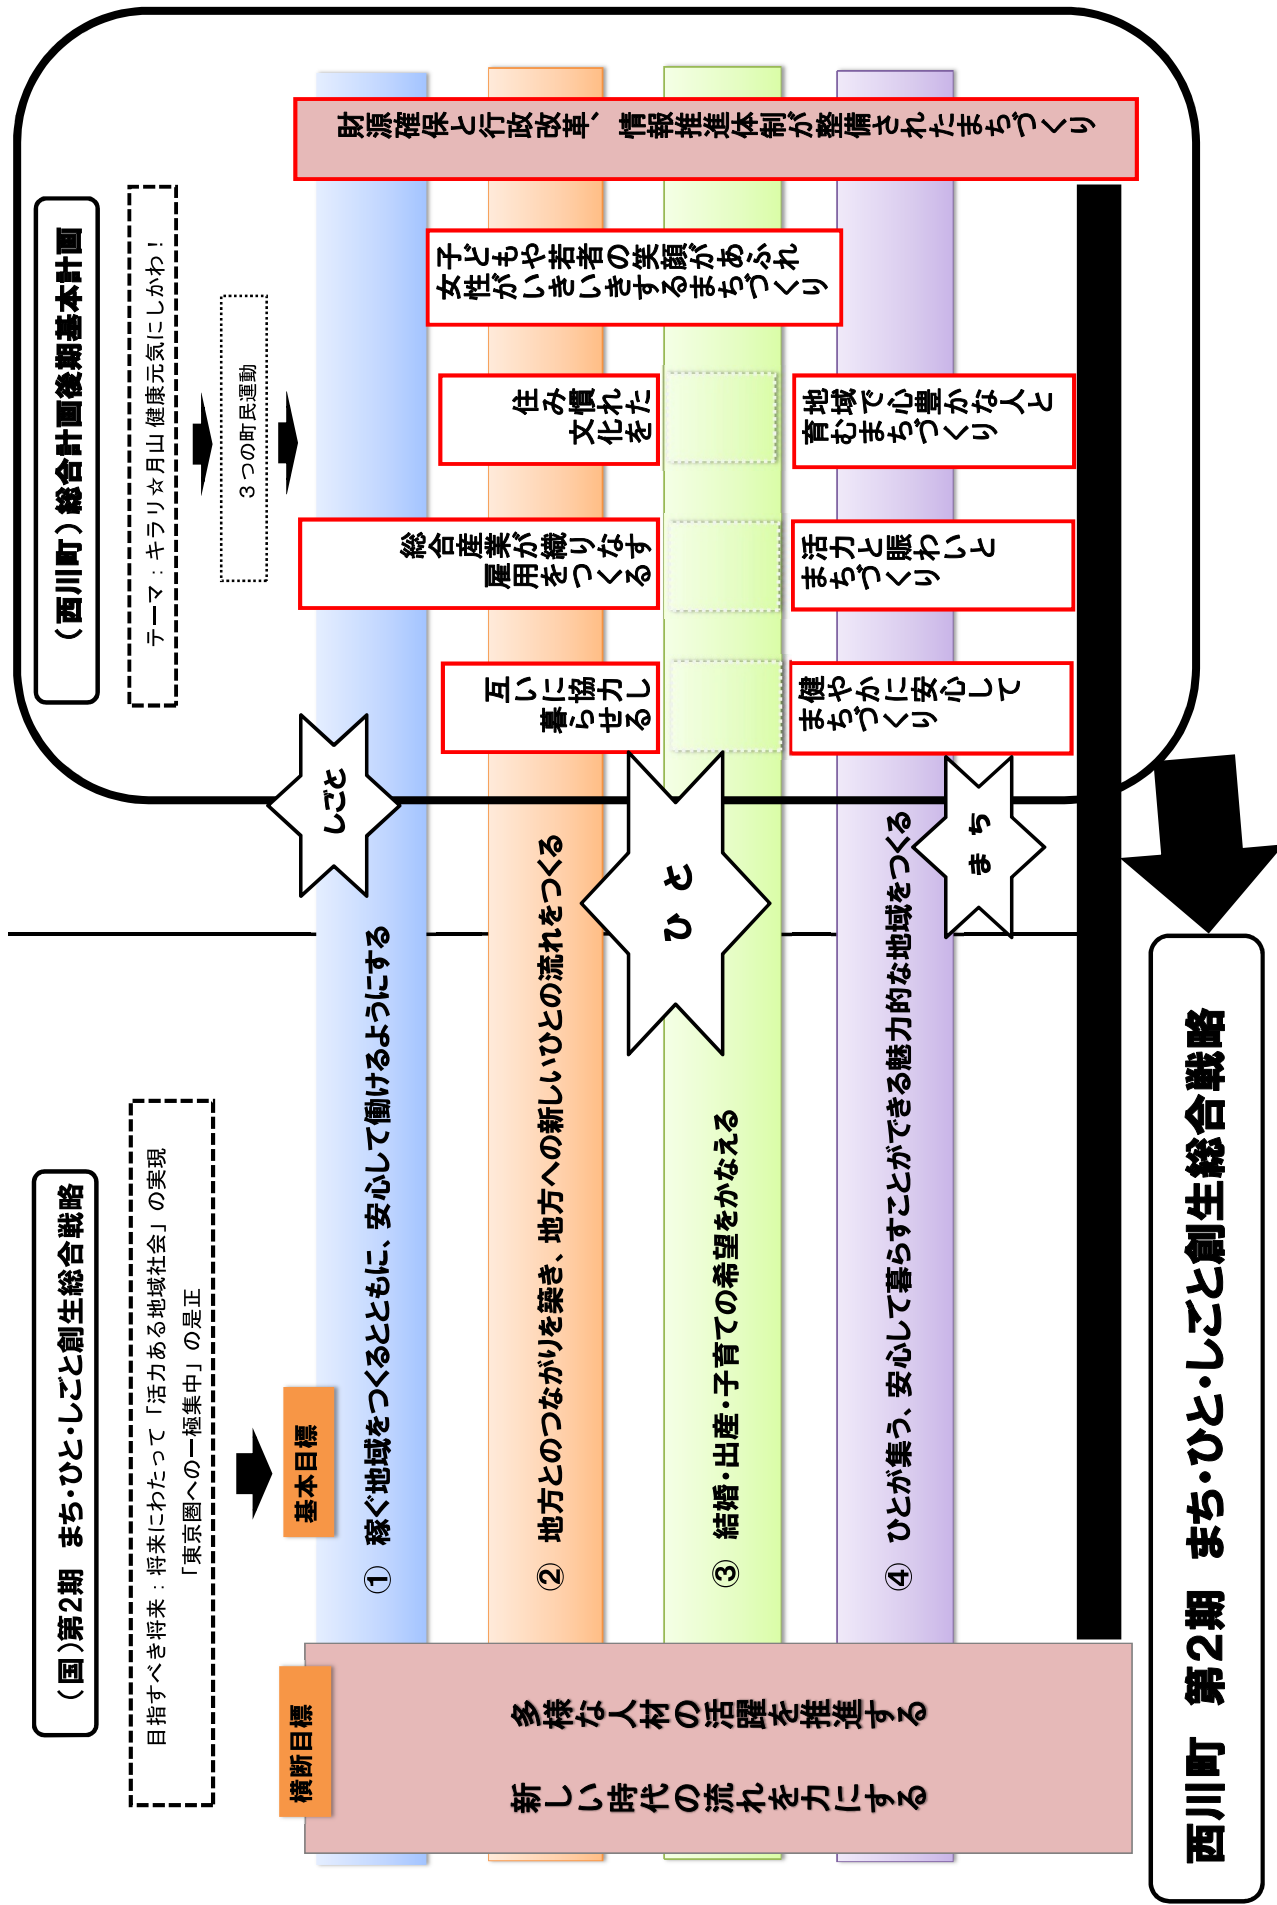 (国)第2期 まち・ひと・しごと創生総合戦略
目指すべき将来:将来にわたって「活力ある地域社会」の実現
「東京圏への一極集中」の是正
(西川町)総合計画後期基本計画
テーマ:キラリ☆月山 健康元気にしかわ!
3つの町民運動
横断目標
多様な人材の活躍を推進する
新しい時代の流れを力にする
基本目標
① 稼ぐ地域をつくるとともに、安心して働けるようにする
② 地方とのつながりを築き、地方への新しいひとの流れをつくる
③ 結婚・出産・子育ての希望をかなえる
④ ひとが集う、安心して暮らすことができる魅力的な地域をつくる
しごと
ひ と
ま ち
互いに協力し
暮らせる
健やかに安心して
まちづくり
総合産業が織りなす
雇用をつくる
活力と賑わいと
まちづくり
住み慣れた
文化を
地域で心豊かな人と
育むまちづくり
子どもや若者の笑顔があふれ
女性がいきいきするまちづくり
財源確保と行政改革、 情報推進体制が整備されたまちづくり
西川町 第2期 まち・ひと・しごと創生総合戦略